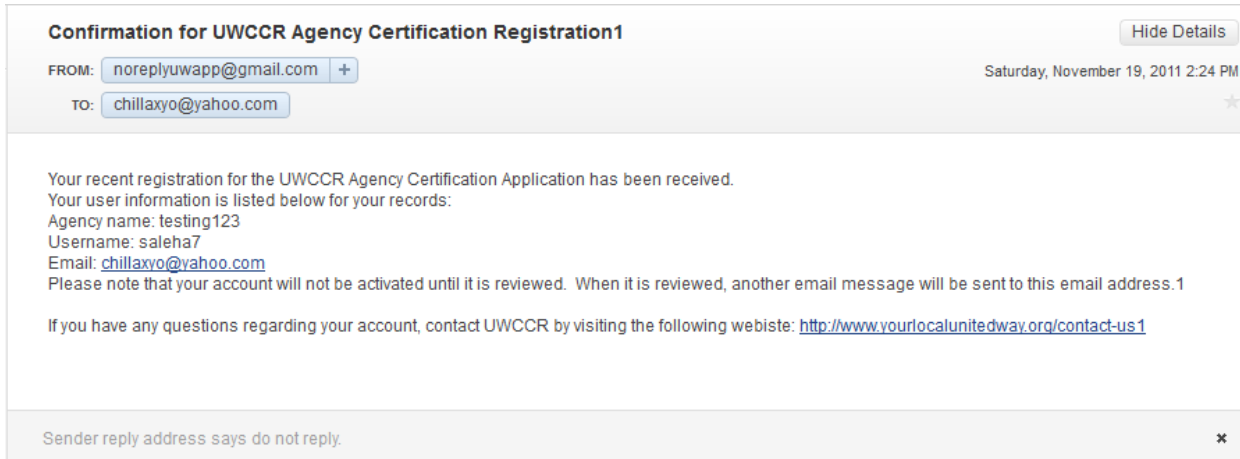 Confirmation for UWCCR Agency Certification Registration1
Hide Details
FROM: noreplyuwapp@gmail.com +
Saturday, November 19, 2011 2:24 PM
TO: chillaxyo@yahoo.com
Your recent registration for the UWCCR Agency Certification Application has been received.
Your user information is listed below for your records:
Agency name: testing123
Username: saleha7
Email: chillaxyo@yahoo.com
Please note that your account will not be activated until it is reviewed.  When it is reviewed, another email message will be sent to this email address.1
If you have any questions regarding your account, contact UWCCR by visiting the following webiste: http://www.yourlocalunitedway.org/contact-us1
Sender reply address says do not reply.